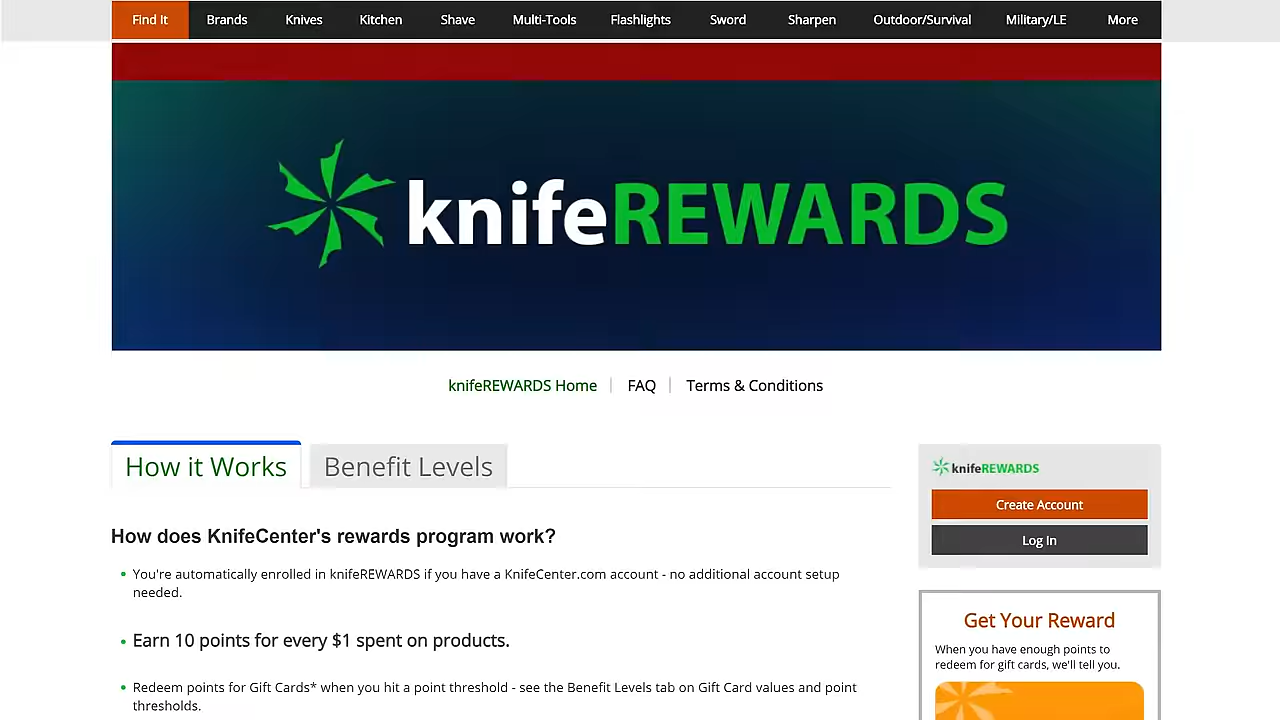 Find It Brands Knives Kitchen Shave Multi-Tools Flashlights Sword Sharpen Outdoor/Survival Military/LE More
knifeREWARDS
knifeREWARDS Home FAQ Terms & Conditions
How it Works Benefit Levels
How does KnifeCenter's rewards program work?
• You're automatically enrolled in knifeREWARDS if you have a KnifeCenter.com account - no additional account setup
needed.
• Earn 10 points for every $1 spent on products.
• Redeem points for Gift Cards* when you hit a point threshold - see the Benefit Levels tab on Gift Card values and point
thresholds.
knifeREWARDS
Create Account
Log In
Get Your Reward
When you have enough points to
redeem for gift cards, we'll tell you.